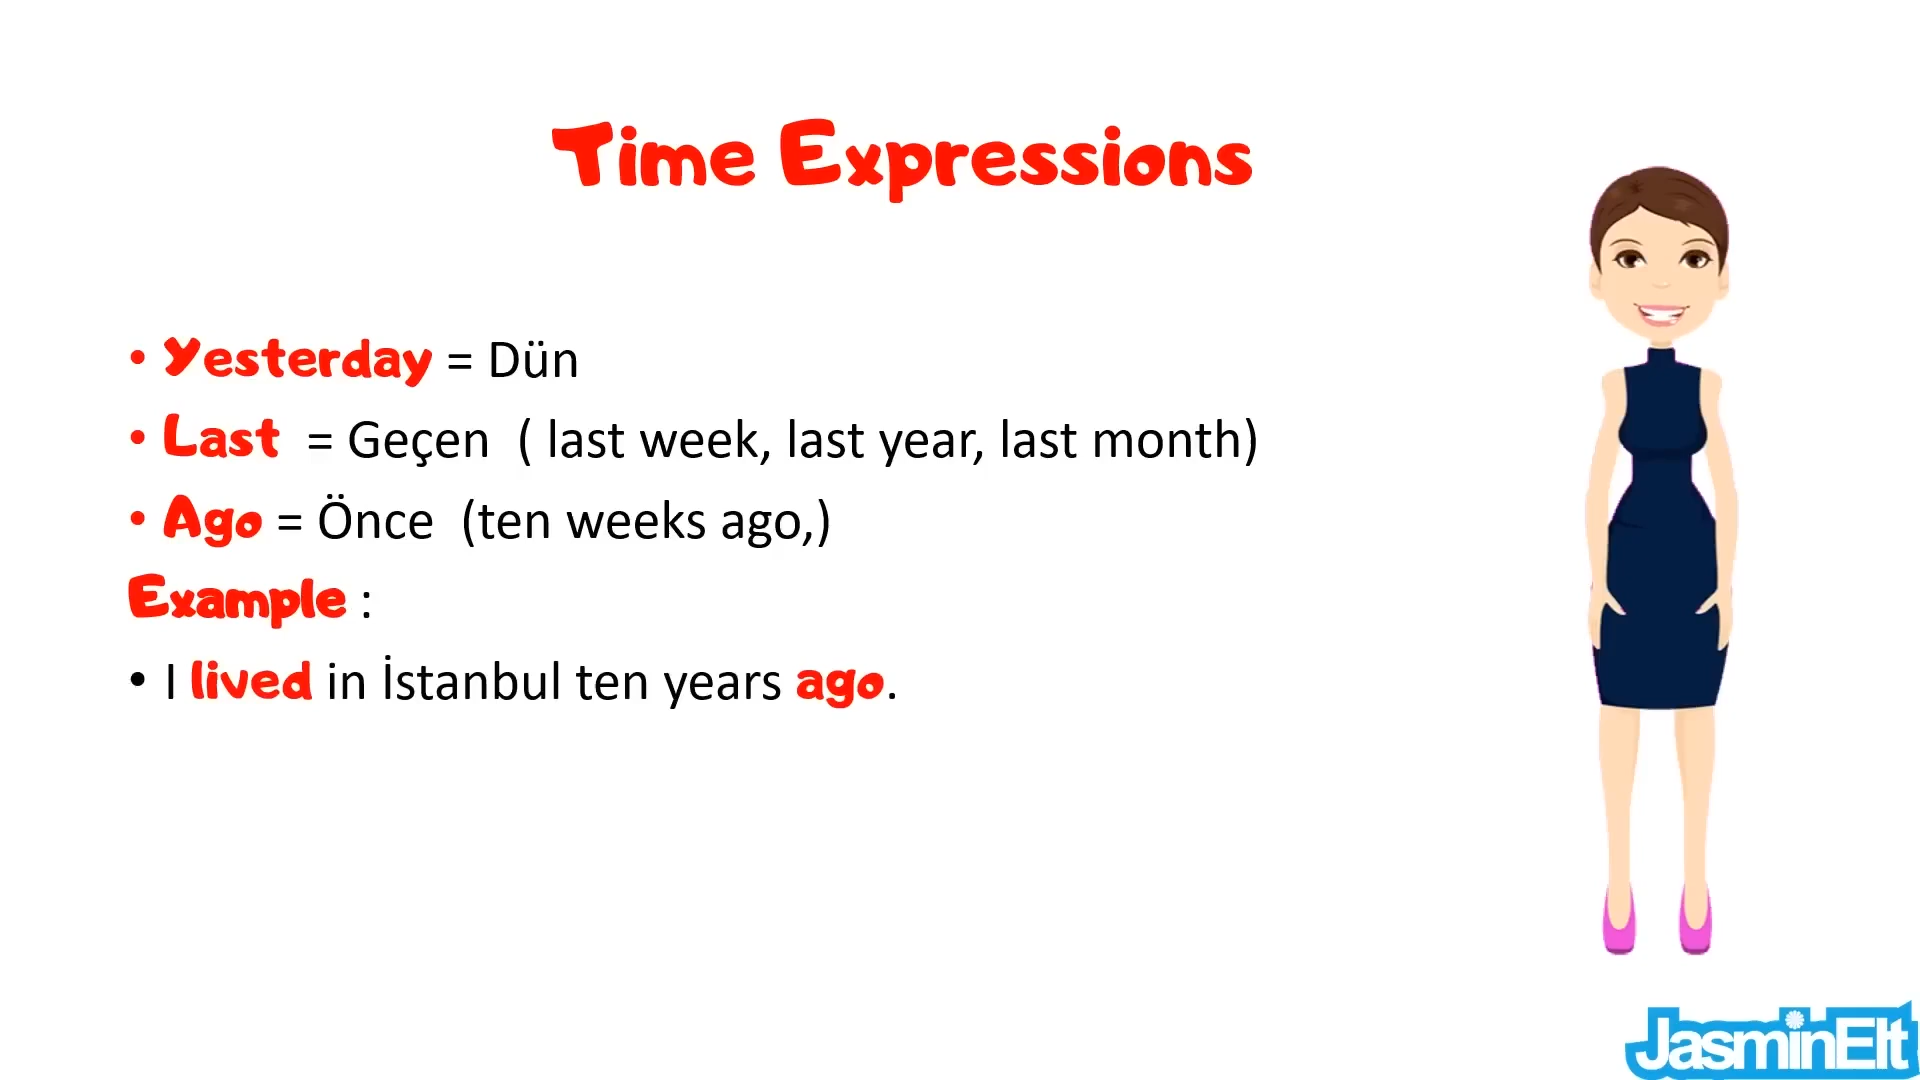 Time Expressions
• Yesterday = Dün
• Last = Geçen ( last week, last year, last month)
• Ago = Önce (ten weeks ago,)
Example :
• I lived in İstanbul ten years ago.
JasminElt